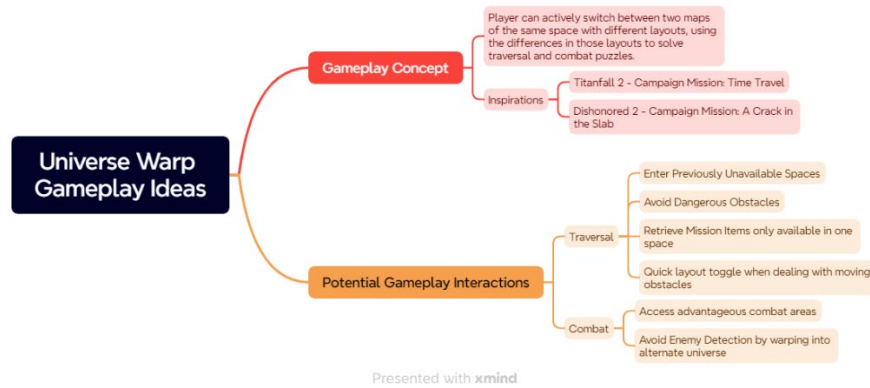 Universe Warp
Gameplay Ideas
Gameplay Concept
Player can actively switch between two maps
of the same space with different layouts, using
the differences in those layouts to solve
traversal and combat puzzles.
Inspirations
Titanfall 2 - Campaign Mission: Time Travel
Dishonored 2 - Campaign Mission: A Crack in
the Slab
Potential Gameplay Interactions
Traversal
Enter Previously Unavailable Spaces
Avoid Dangerous Obstacles
Retrieve Mission Items only available in one
space
Quick layout toggle when dealing with moving
obstacles
Combat
Access advantageous combat areas
Avoid Enemy Detection by warping into
alternate universe
Presented with xmind